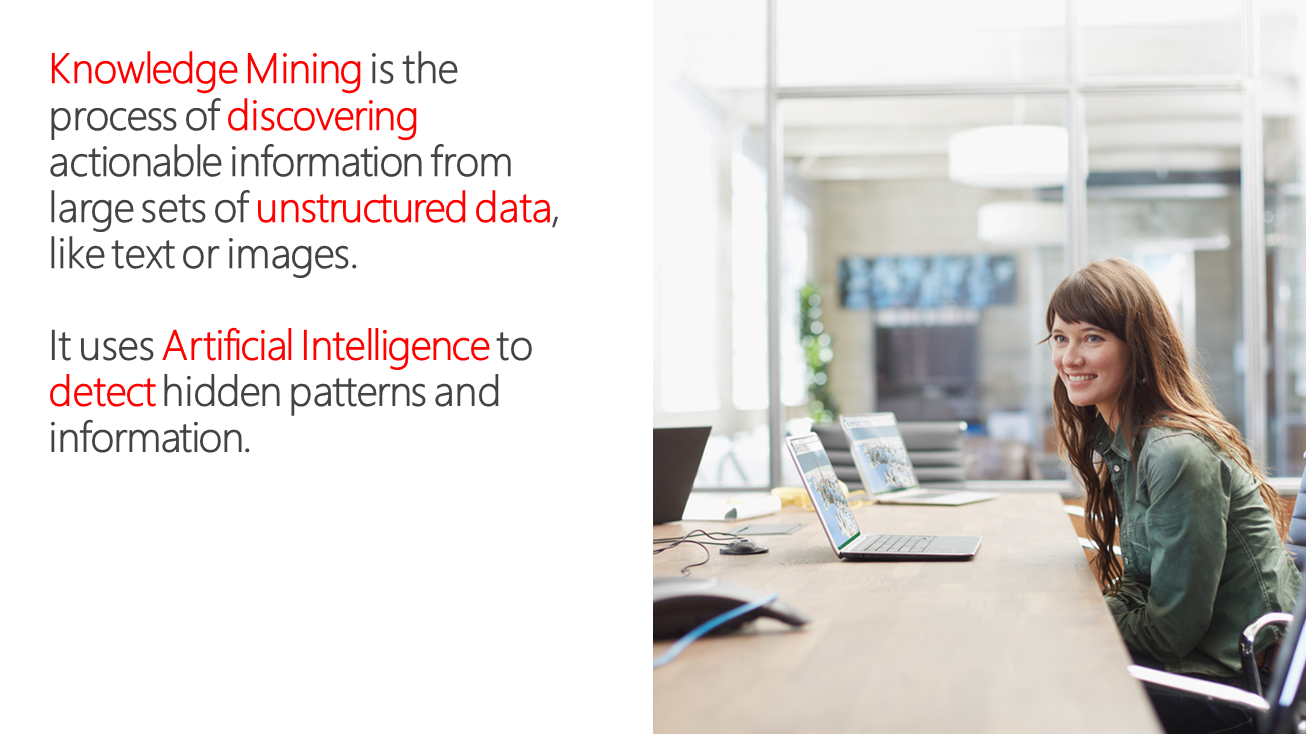 Knowledge Mining is the
process of discovering
actionable information from
large sets of unstructured data,
like text or images.
It uses Artificial Intelligence to
detect hidden patterns and
information.